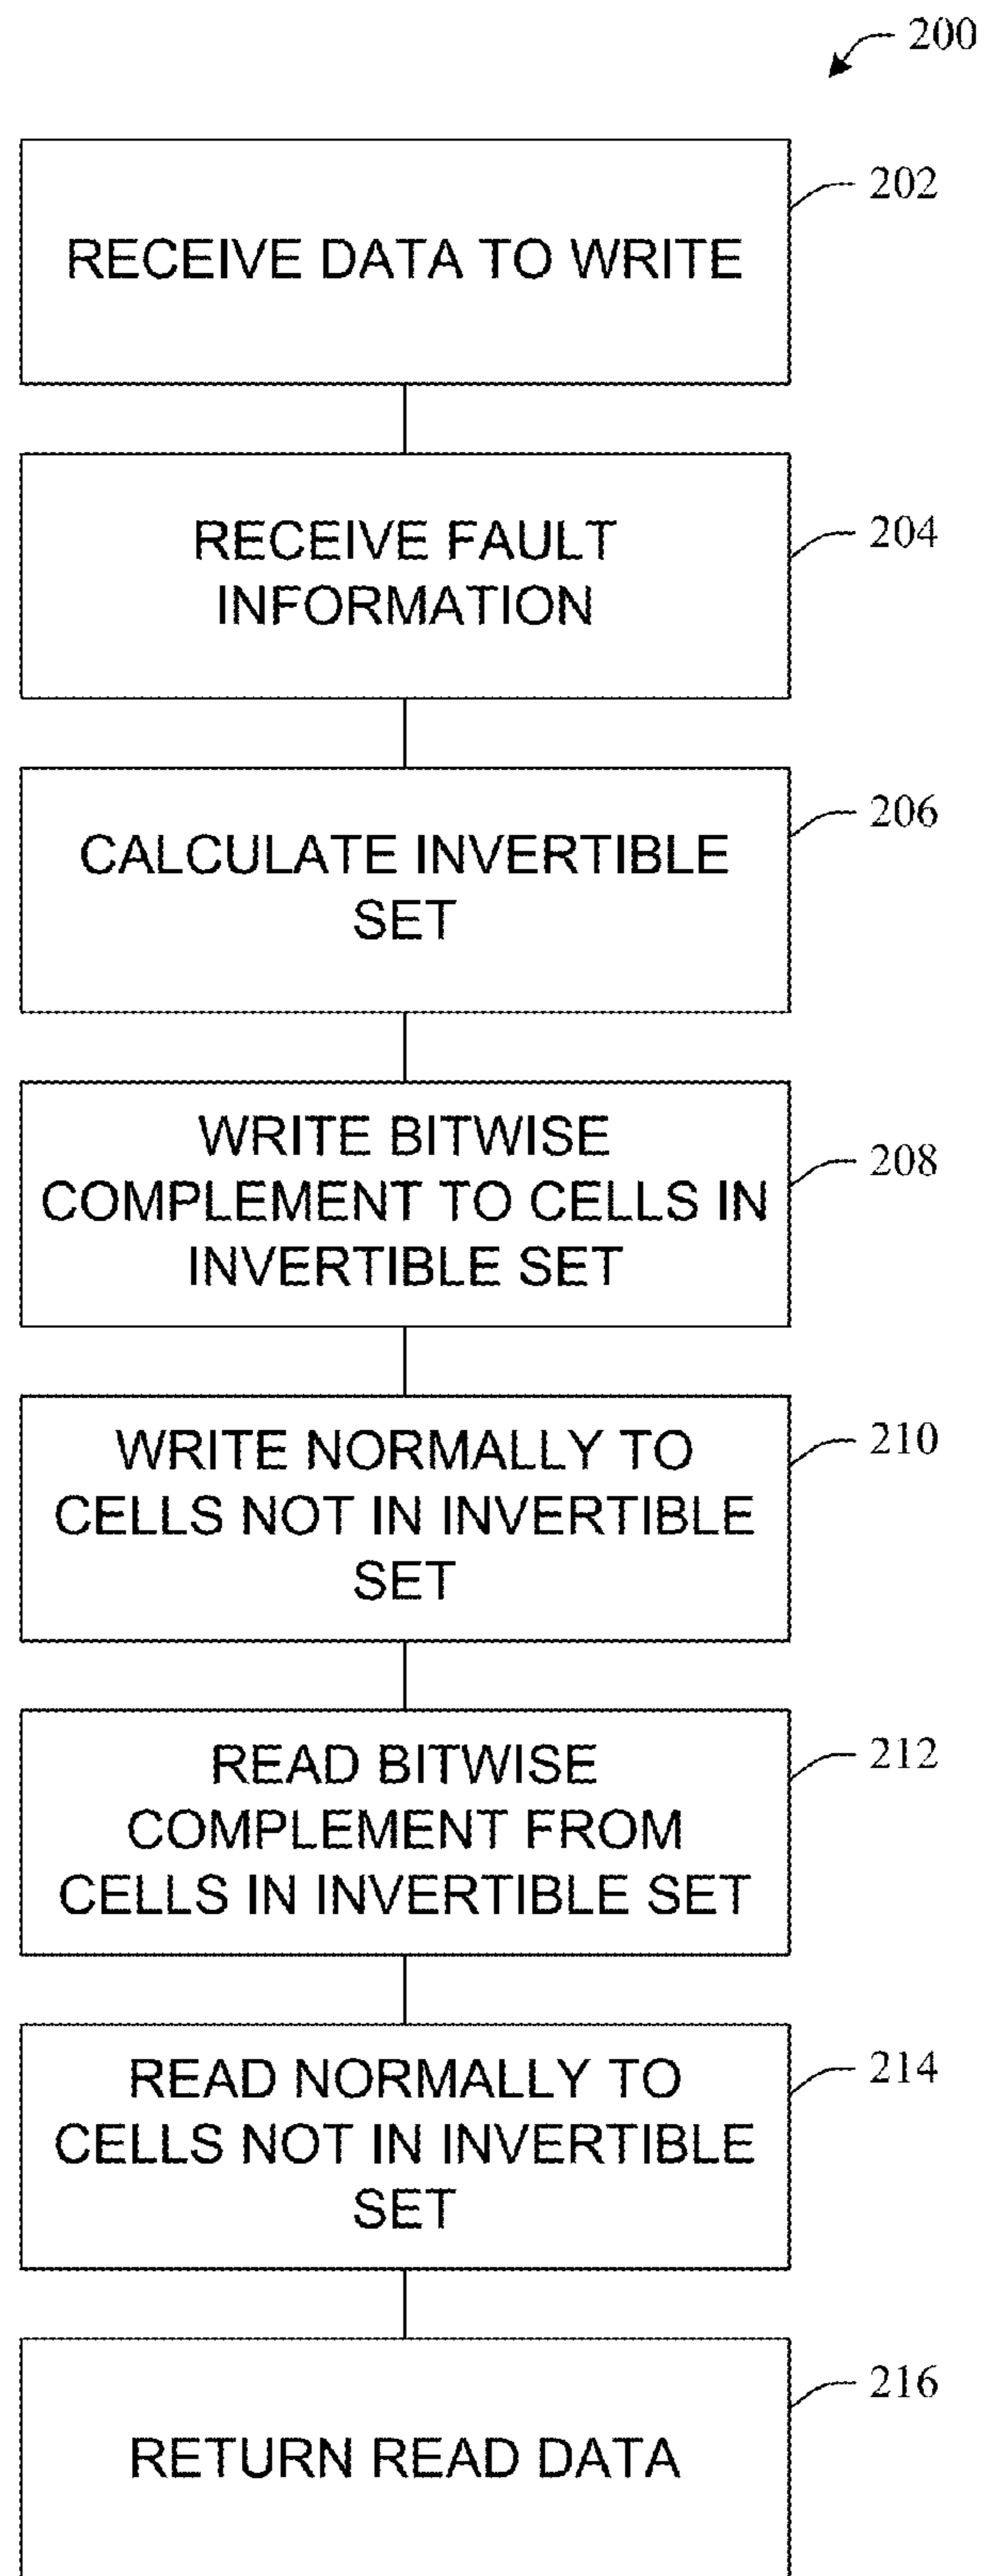 200
202
RECEIVE DATA TO WRITE
204
RECEIVE FAULT
INFORMATION
206
CALCULATE INVERTIBLE
SET
208
WRITE BITWISE
COMPLEMENT TO CELLS IN
INVERTIBLE SET
210
WRITE NORMALLY TO
CELLS NOT IN INVERTIBLE
SET
212
READ BITWISE
COMPLEMENT FROM
CELLS IN INVERTIBLE SET
214
READ NORMALLY TO
CELLS NOT IN INVERTIBLE
SET
216
RETURN READ DATA